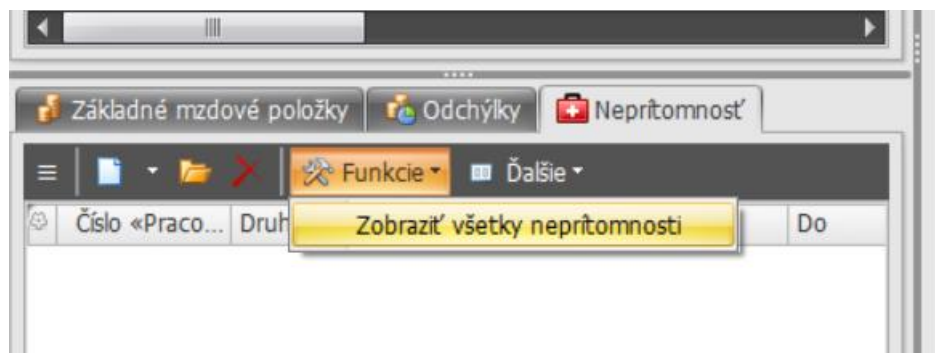 Základné mzdové položky Odchýlky Neprítomnosť
Funkcie Ďalšie
Číslo «Praco... Druh Do
Zobraziť všetky neprítomnosti